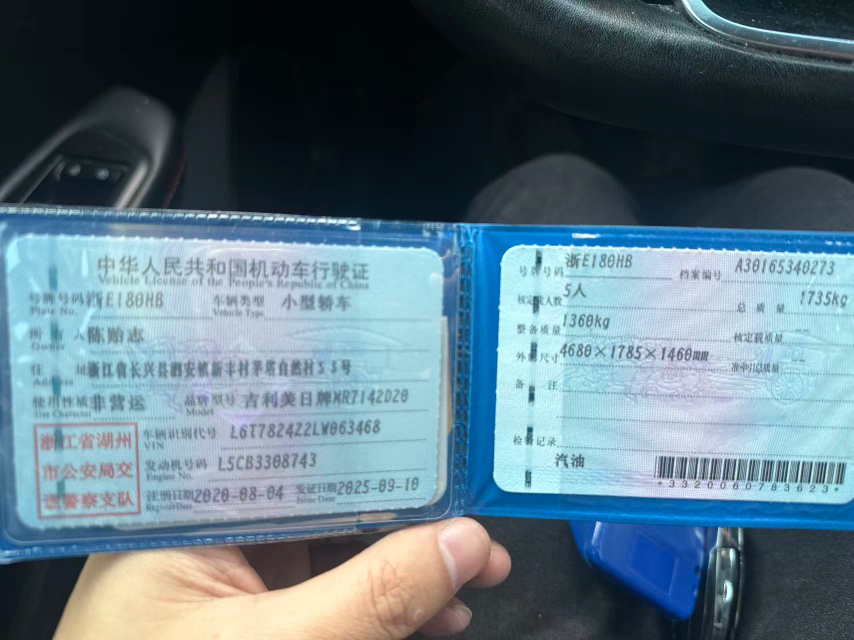 中华人民共和国机动车行驶证
Vehicle License of the People's Republic of China
号牌号码 浙E180HB 车辆类型 小型轿车
Plate No. Vehicle Type
所有人 陈贻志
Owner
住址 浙江省长兴县泗安镇新丰村茅塔自然村53号
Address
使用性质 非营运 品牌型号 吉利美日牌MR7142D20
Use Character Model
浙江省湖州
市公安局交
通警察支队
车辆识别代号 L6T7824Z2LW063468
VIN
发动机号码 L5CB3308743
Engine No.
注册日期 2020-08-04 发证日期 2025-09-10
Register Date Issue Date
号牌号码 浙E180HB 档案编号 A30165340273
核定载人数 5人 总质量 1735kg
整备质量 1360kg 核定载质量 --
外廓尺寸 4680×1785×1460mm 准牵引总质量 --
备注
检验记录
汽油
*3320060783623*